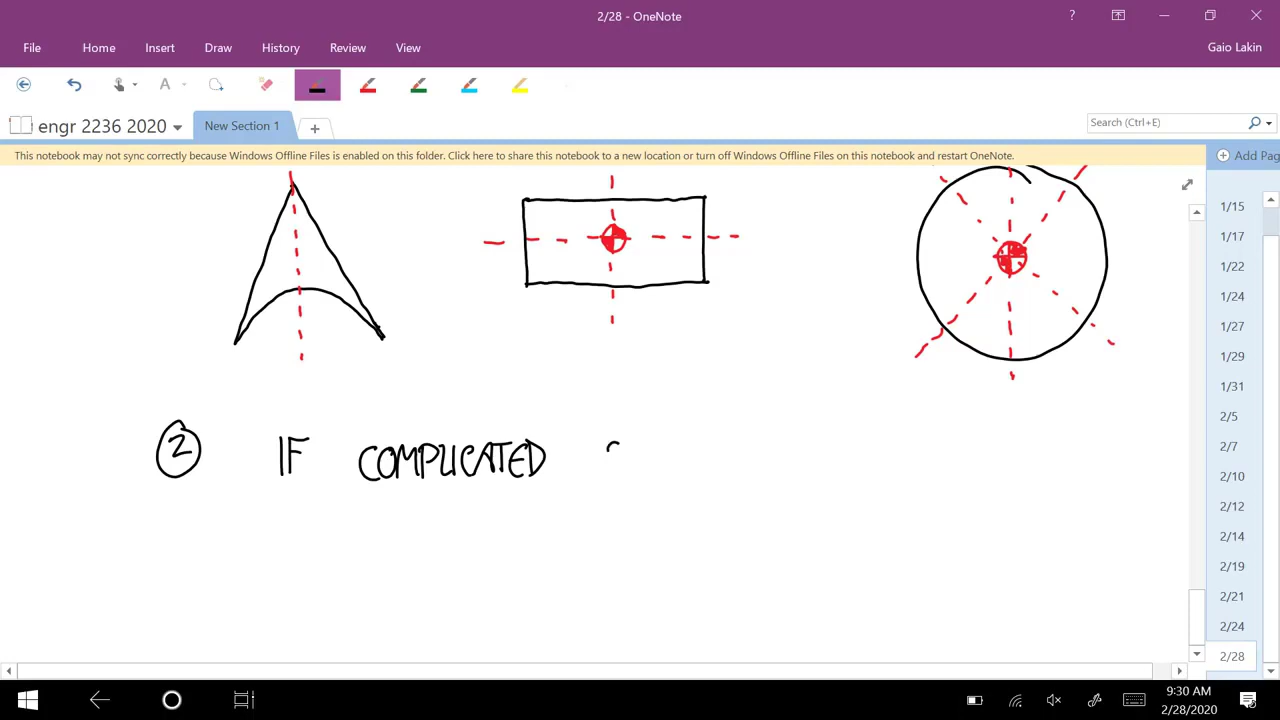 2/28 - OneNote
?
File Home Insert Draw History Review View Gaio Lakin
A
engr 2236 2020 New Section 1 + Search (Ctrl+E)
This notebook may not sync correctly because Windows Offline Files is enabled on this folder. Click here to share this notebook to a new location or turn off Windows Offline Files on this notebook and restart OneNote.
Add Pag
1/15
1/17
1/22
1/24
1/27
1/29
1/31
2/5
2/7
2/10
2/12
2/14
2/19
2/21
2/24
2/28
2 IF COMPLICATED
9:30 AM
2/28/2020